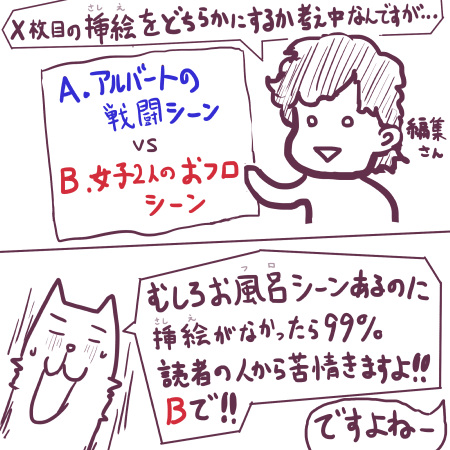 X枚目の挿絵をどちらかにするか考え中なんですが…
さし え
A.アルバートの
戦闘シーン
VS
B.女子2人のおフロ
シーン
編集
さん
むしろお風呂シーンあるのに
フ ロ
挿絵がなかったら99%
さし え
読者の人から苦情きますよ!!
Bで!!
ですよねー